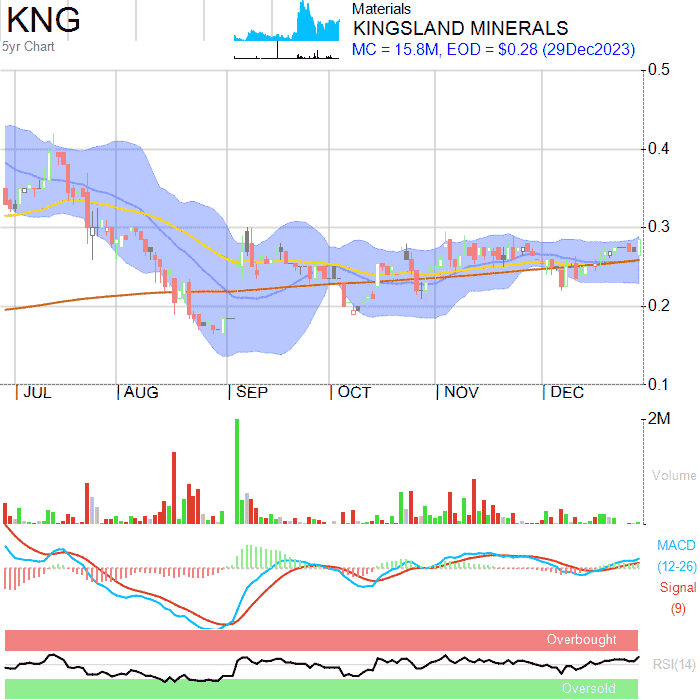 KNG
5yr Chart
Materials
KINGSLAND MINERALS
MC = 15.8M, EOD = $0.28 (29Dec2023)
0.5
0.4
0.3
0.2
0.1
JUL AUG SEP OCT NOV DEC
2M
Volume
MACD
(12-26)
Signal
(9)
Overbought
RSI(14)
Oversold